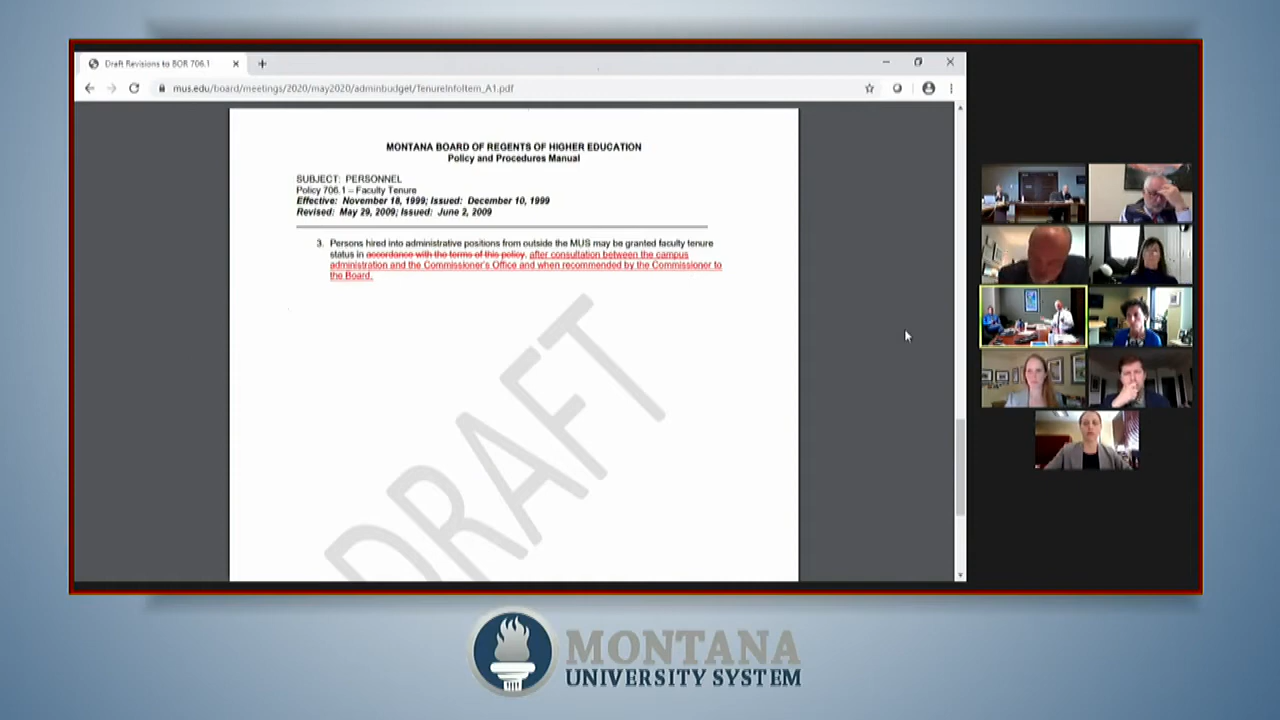 Draft Revisions to BOR 706.1
mus.edu/board/meetings/2020/may2020/adminbudget/TenureInfoItem_A1.pdf
MONTANA BOARD OF REGENTS OF HIGHER EDUCATION
Policy and Procedures Manual
SUBJECT: PERSONNEL
Policy 706.1 – Faculty Tenure
Effective: November 18, 1999; Issued: December 10, 1999
Revised: May 29, 2009; Issued: June 2, 2009
3. Persons hired into administrative positions from outside the MUS may be granted faculty tenure
status in accordance with the terms of this policy. after consultation between the campus
administration and the Commissioner's Office and when recommended by the Commissioner to
the Board.
DRAFT
MONTANA
UNIVERSITY SYSTEM